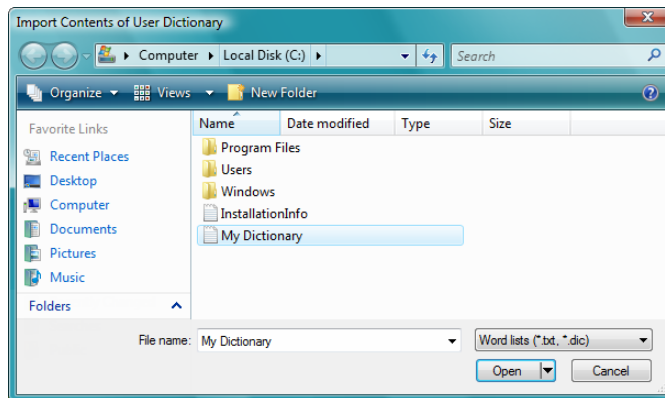 Import Contents of User Dictionary
Computer Local Disk (C:) Search
Organize Views New Folder
Favorite Links
Recent Places
Desktop
Computer
Documents
Pictures
Music
Folders
Name Date modified Type Size
Program Files
Users
Windows
InstallationInfo
My Dictionary
File name: My Dictionary Word lists (*.txt, *.dic)
Open Cancel